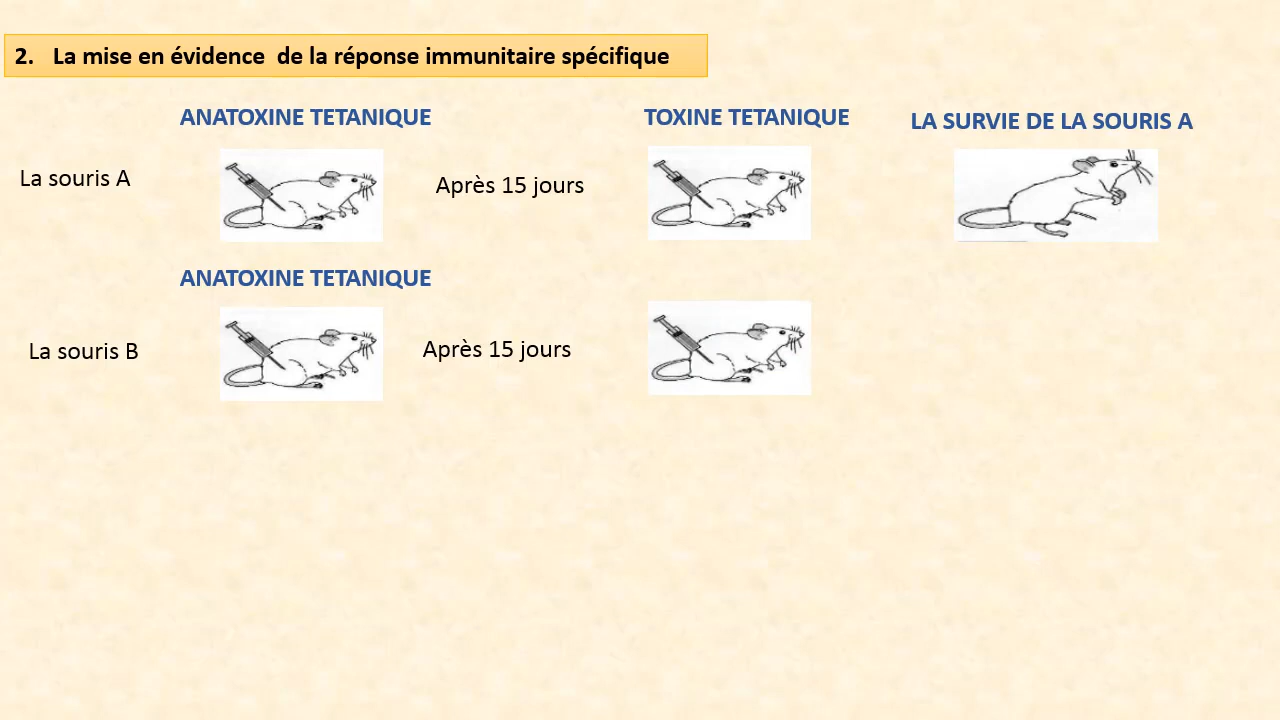 2. La mise en évidence de la réponse immunitaire spécifique
ANATOXINE TETANIQUE
TOXINE TETANIQUE
LA SURVIE DE LA SOURIS A
La souris A
Après 15 jours
ANATOXINE TETANIQUE
La souris B
Après 15 jours